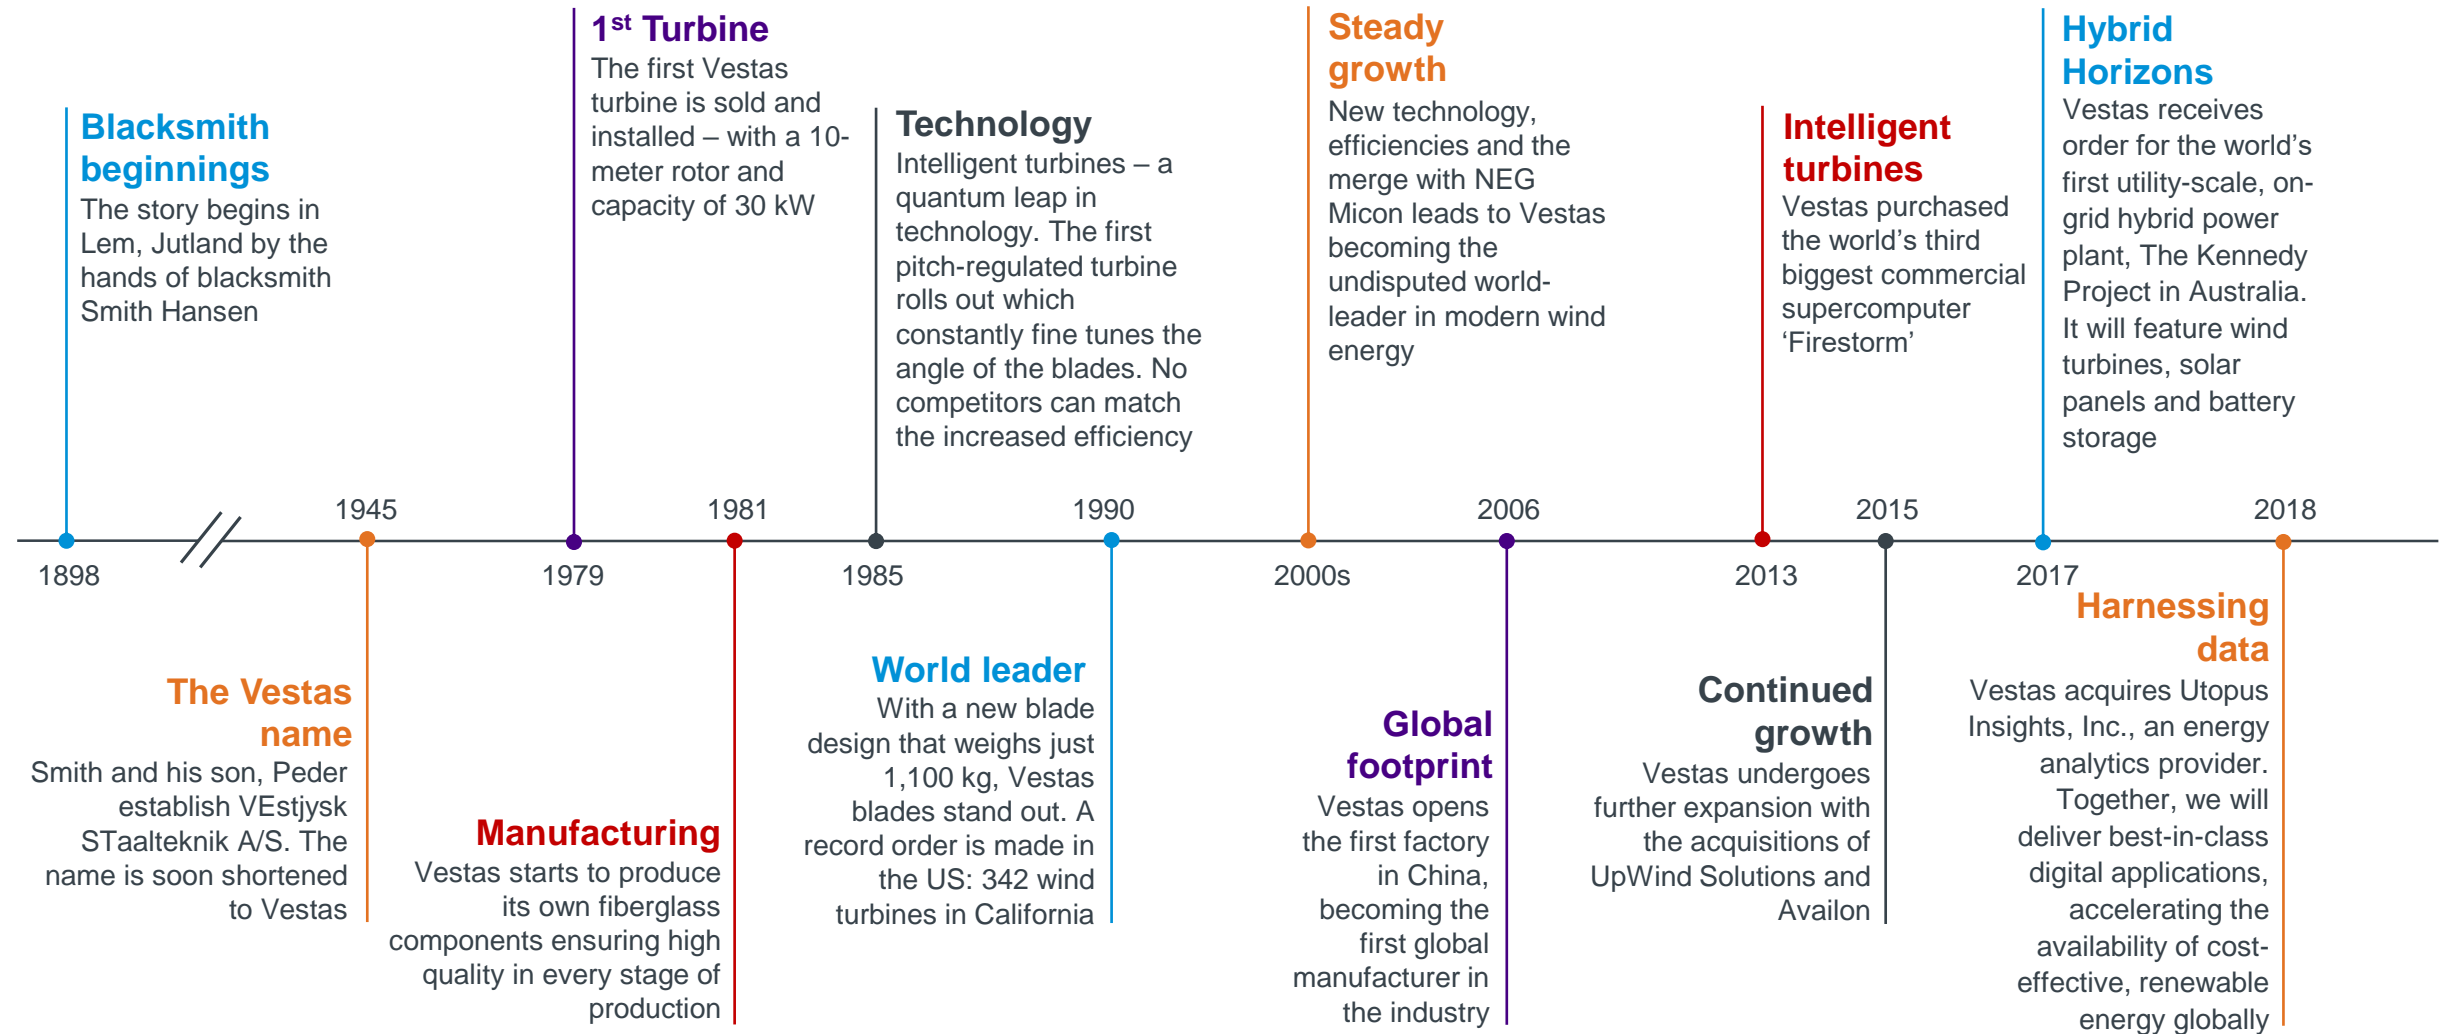 Blacksmith
beginnings
The story begins in
Lem, Jutland by the
hands of blacksmith
Smith Hansen
1898
1945
The Vestas
name
Smith and his son, Peder
establish VEstjysk
STaalteknik A/S. The
name is soon shortened
to Vestas
1st Turbine
The first Vestas
turbine is sold and
installed – with a 10-
meter rotor and
capacity of 30 kW
1979
1981
Manufacturing
Vestas starts to produce
its own fiberglass
components ensuring high
quality in every stage of
production
Technology
Intelligent turbines – a
quantum leap in
technology. The first
pitch-regulated turbine
rolls out which
constantly fine tunes the
angle of the blades. No
competitors can match
the increased efficiency
1985
1990
World leader
With a new blade
design that weighs just
1,100 kg, Vestas
blades stand out. A
record order is made in
the US: 342 wind
turbines in California
Steady
growth
New technology,
efficiencies and the
merge with NEG
Micon leads to Vestas
becoming the
undisputed world-
leader in modern wind
energy
2000s
2006
Global
footprint
Vestas opens
the first factory
in China,
becoming the
first global
manufacturer in
the industry
Intelligent
turbines
Vestas purchased
the world’s third
biggest commercial
supercomputer
‘Firestorm’
2013
2015
Continued
growth
Vestas undergoes
further expansion with
the acquisitions of
UpWind Solutions and
Availon
Hybrid
Horizons
Vestas receives
order for the world’s
first utility-scale, on-
grid hybrid power
plant, The Kennedy
Project in Australia.
It will feature wind
turbines, solar
panels and battery
storage
2017
2018
Harnessing
data
Vestas acquires Utopus
Insights, Inc., an energy
analytics provider.
Together, we will
deliver best-in-class
digital applications,
accelerating the
availability of cost-
effective, renewable
energy globally